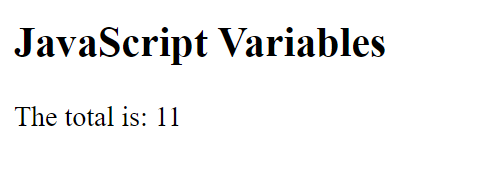 JavaScript Variables
The total is: 11